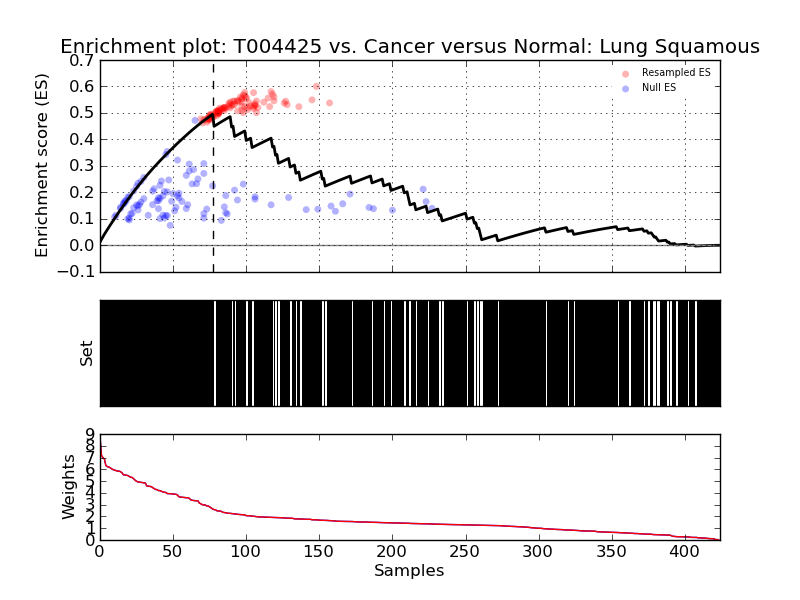 Enrichment plot: T004425 vs. Cancer versus Normal: Lung Squamous
0.7
0.6
0.5
0.4
0.3
0.2
0.1
0.0
−0.1
Enrichment score (ES)
Resampled ES
Null ES
Set
9
8
7
6
5
4
3
2
1
0
Weights
0 50 100 150 200 250 300 350 400
Samples